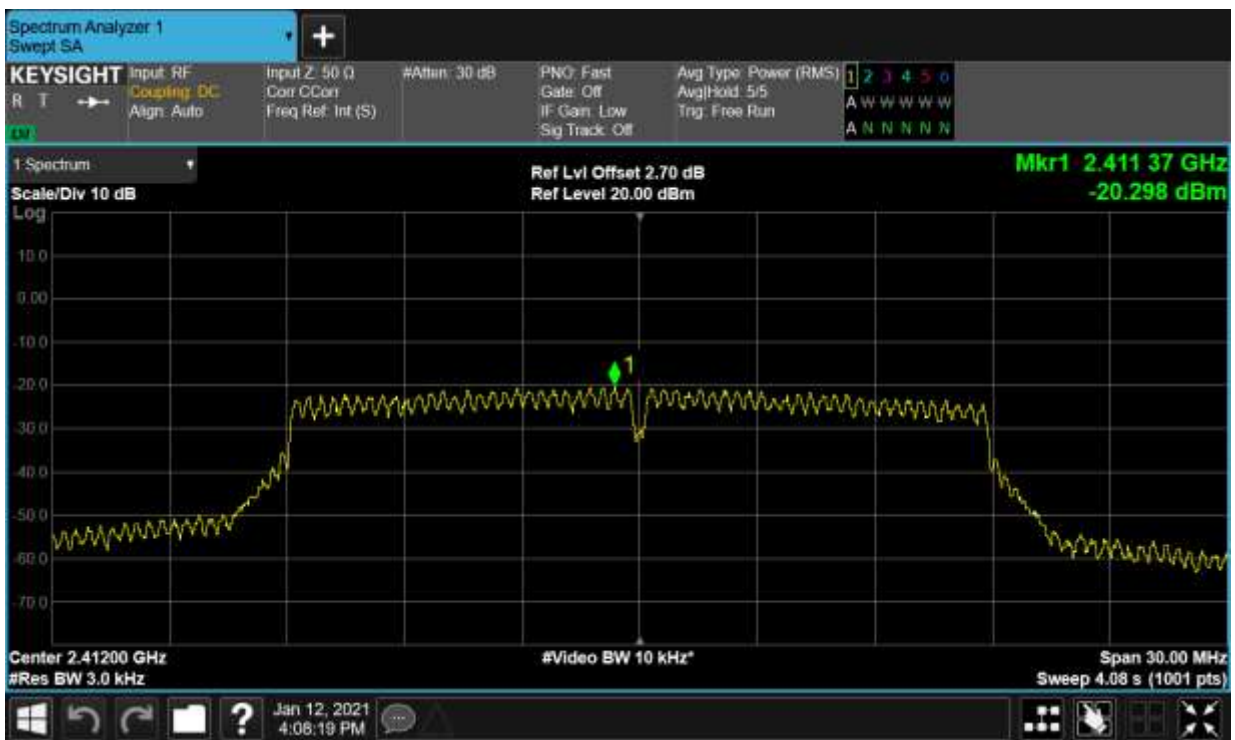 Spectrum Analyzer 1
Swept SA
+
KEYSIGHT Input: RF Input Z: 50 Ω #Atten: 30 dB PNO: Fast Avg Type: Power (RMS) 1 2 3 4 5 6
R T Coupling: DC Corr CCorr Gate: Off Avg|Hold: 5/5 A W W W W W
Align: Auto Freq Ref: Int (S) IF Gain: Low Trig: Free Run
Sig Track: Off A N N N N N
1 Spectrum
Ref Lvl Offset 2.70 dB Mkr1 2.411 37 GHz
Scale/Div 10 dB Ref Level 20.00 dBm -20.298 dBm
Log
10.0
0.00
-10.0
1
-20.0
-30.0
-40.0
-50.0
-60.0
-70.0
Center 2.41200 GHz #Video BW 10 kHz* Span 30.00 MHz
#Res BW 3.0 kHz Sweep 4.08 s (1001 pts)
? Jan 12, 2021
4:08:19 PM